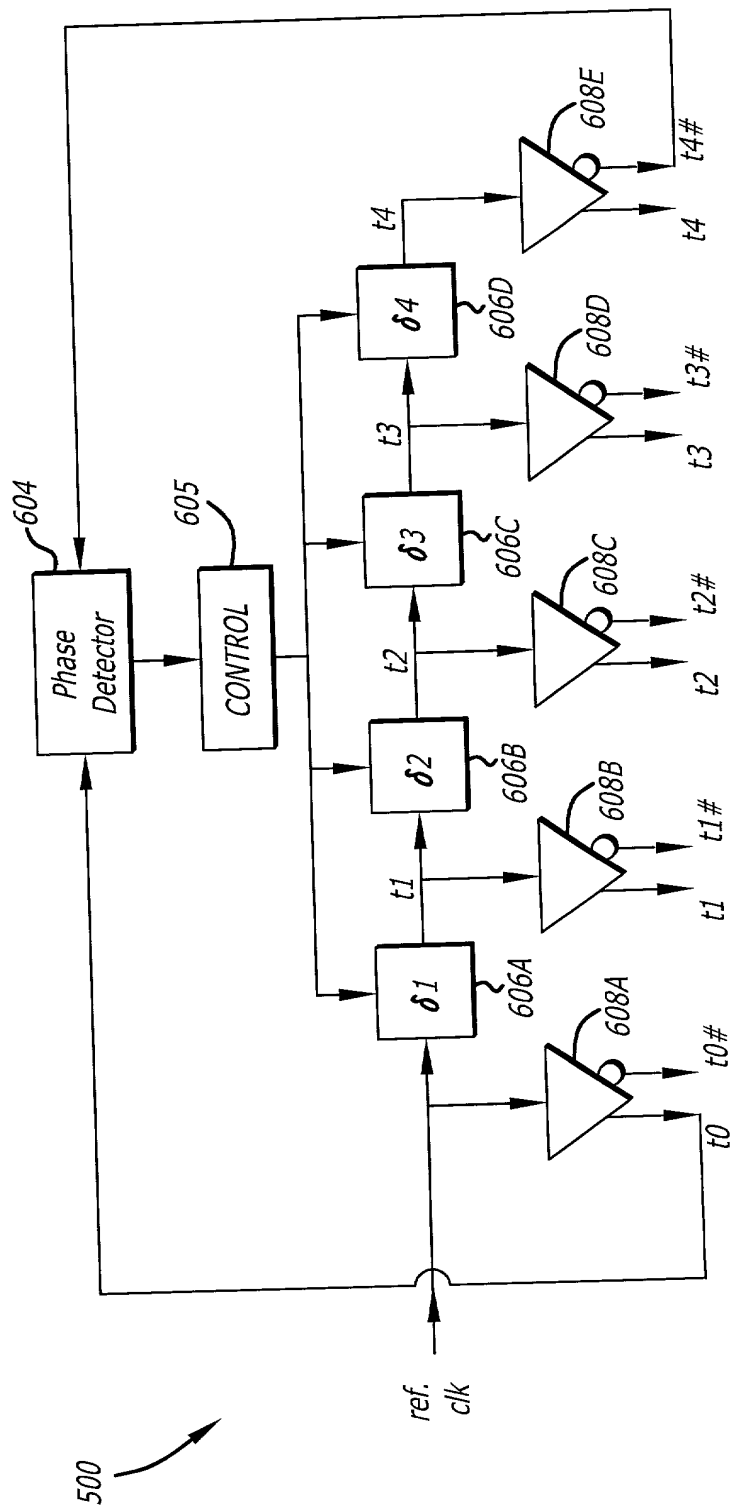 500
604
Phase
Detector
605
CONTROL
t1
t2
t3
t4
δ1
δ2
δ3
δ4
606A
606B
606C
606D
ref.
clk
608A
608B
608C
608D
608E
t0
t0#
t1
t1#
t2
t2#
t3
t3#
t4
t4#